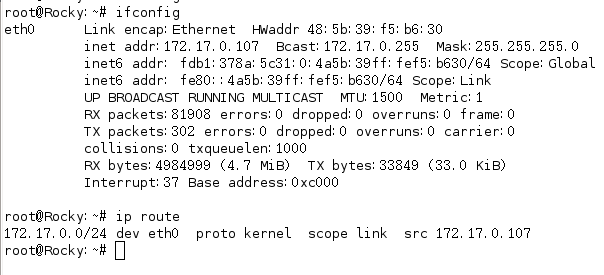 root@Rocky:~# ifconfig
eth0      Link encap:Ethernet  HWaddr 48:5b:39:f5:b6:30
          inet addr:172.17.0.107  Bcast:172.17.0.255  Mask:255.255.255.0
          inet6 addr: fdb1:378a:5c31:0:4a5b:39ff:fef5:b630/64 Scope:Global
          inet6 addr: fe80::4a5b:39ff:fef5:b630/64 Scope:Link
          UP BROADCAST RUNNING MULTICAST  MTU:1500  Metric:1
          RX packets:81908 errors:0 dropped:0 overruns:0 frame:0
          TX packets:302 errors:0 dropped:0 overruns:0 carrier:0
          collisions:0 txqueuelen:1000
          RX bytes:4984999 (4.7 MiB)  TX bytes:33849 (33.0 KiB)
          Interrupt:37 Base address:0xc000
root@Rocky:~# ip route
172.17.0.0/24 dev eth0  proto kernel  scope link  src 172.17.0.107
root@Rocky:~#